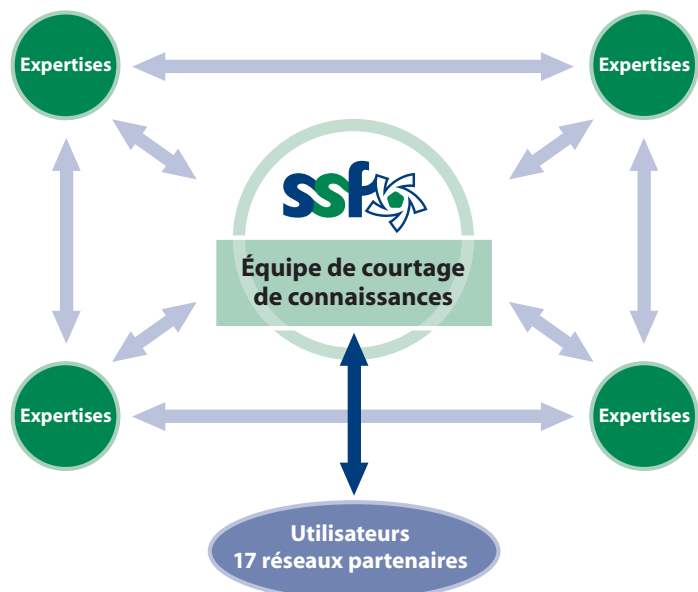 Expertises
Expertises
ssf
Équipe de courtage
de connaissances
Expertises
Expertises
Utilisateurs
17 réseaux partenaires